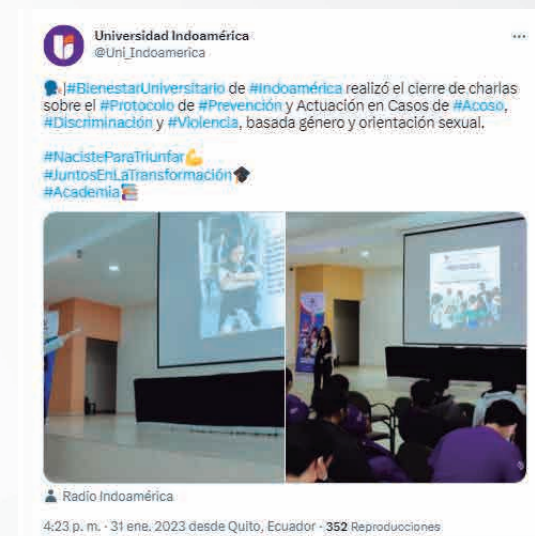 Universidad Indoamérica
@Uni_Indoamerica
|#BienestarUniversitario de #Indoamérica realizó el cierre de charlas
sobre el #Protocolo de #Prevención y Actuación en Casos de #Acoso,
#Discriminación y #Violencia, basada género y orientación sexual.
#NacisteParaTriunfar💪
#JuntosEnLaTransformación🎓
#Academia📚
Radio Indoamérica
4:23 p. m. · 31 ene. 2023 desde Quito, Ecuador · 352 Reproducciones